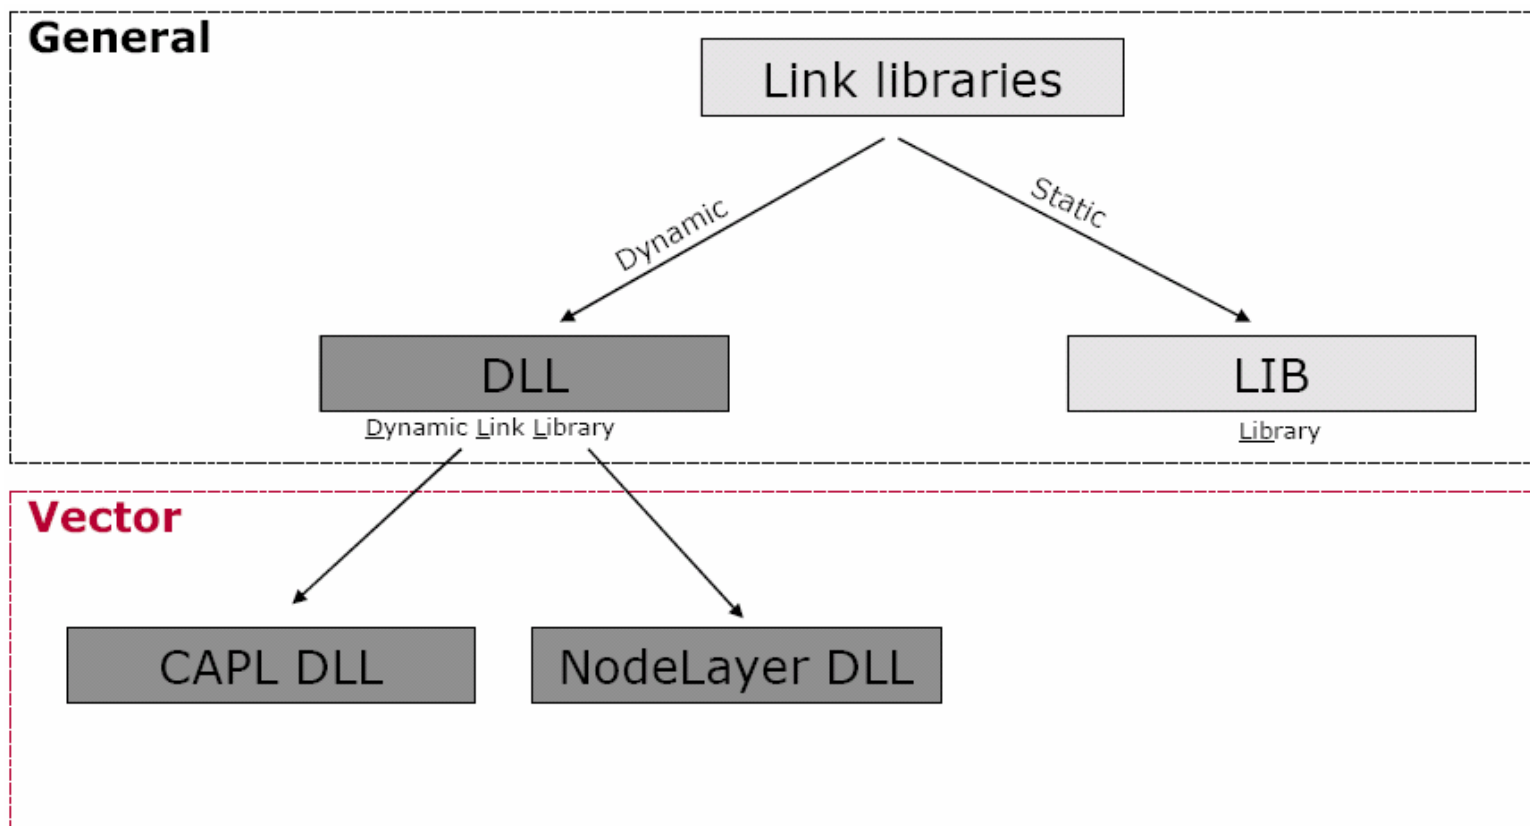 General
Link libraries
Dynamic
Static
DLL
LIB
Dynamic Link Library
Library
Vector
CAPL DLL
NodeLayer DLL